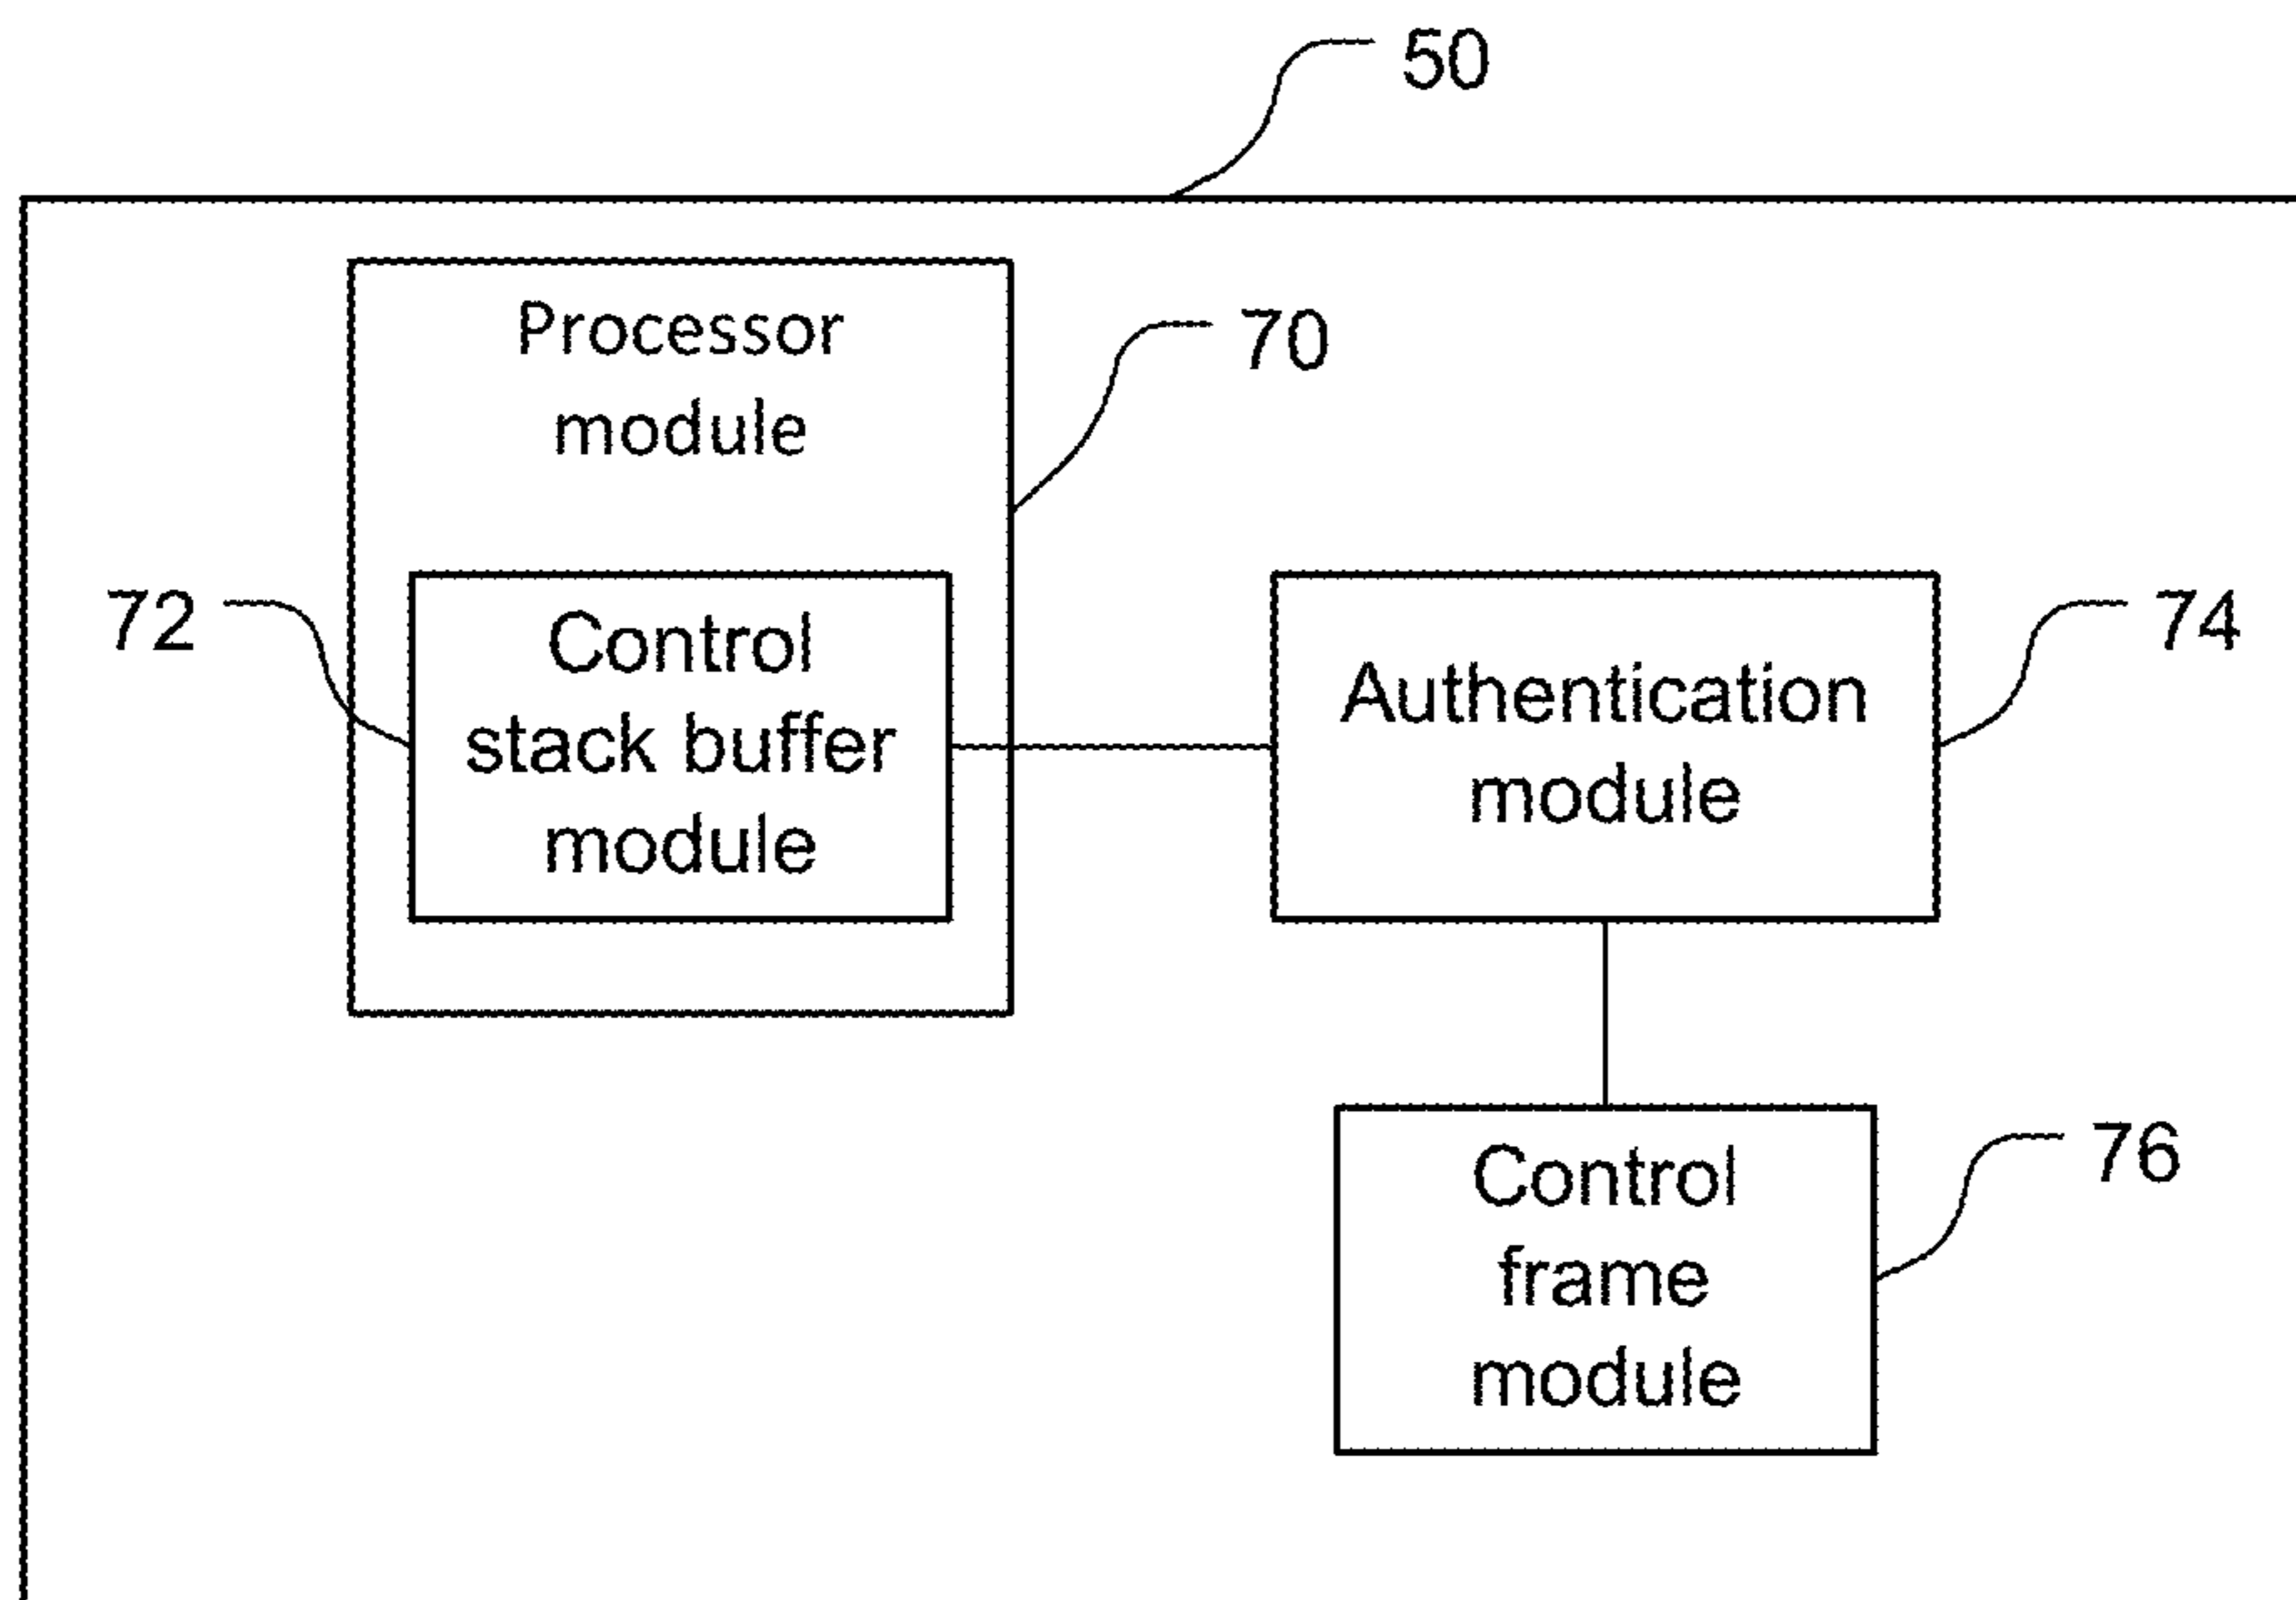 50
Processor
module
70
72
Control
stack buffer
module
Authentication
module
74
Control
frame
module
76